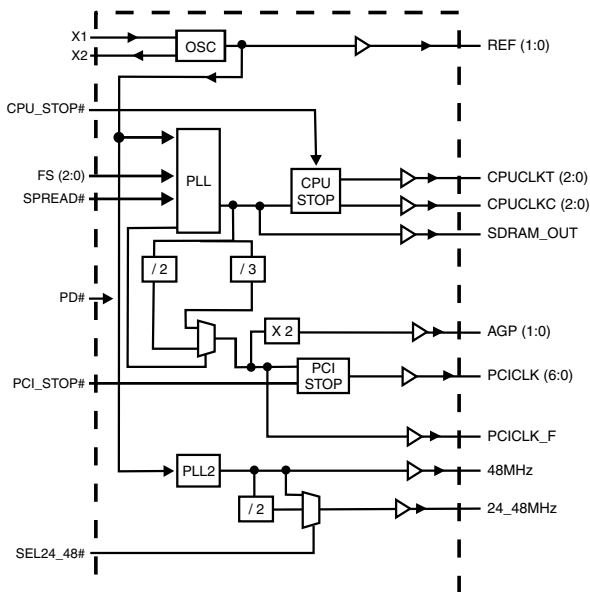 X1
X2
OSC
REF (1:0)
CPU_STOP#
FS (2:0)
SPREAD#
PLL
CPU
STOP
CPUCLKT (2:0)
CPUCLKC (2:0)
SDRAM_OUT
/ 2
/ 3
PD#
X 2
AGP (1:0)
PCI
STOP
PCICLK (6:0)
PCI_STOP#
PCICLK_F
PLL2
48MHz
/ 2
24_48MHz
SEL24_48#